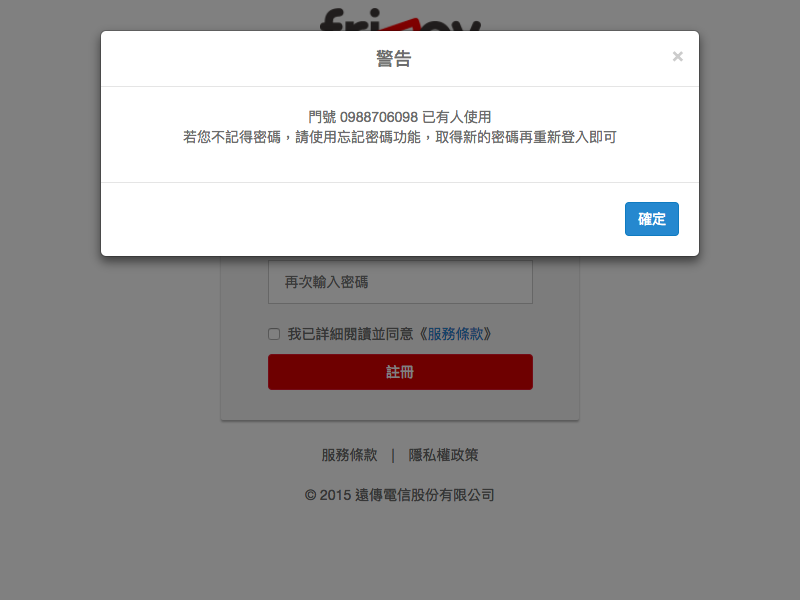 警告
×
門號 0988706098 已有人使用
若您不記得密碼，請使用忘記密碼功能，取得新的密碼再重新登入即可
確定
再次輸入密碼
我已詳細閱讀並同意《服務條款》
註冊
服務條款 | 隱私權政策
© 2015 遠傳電信股份有限公司